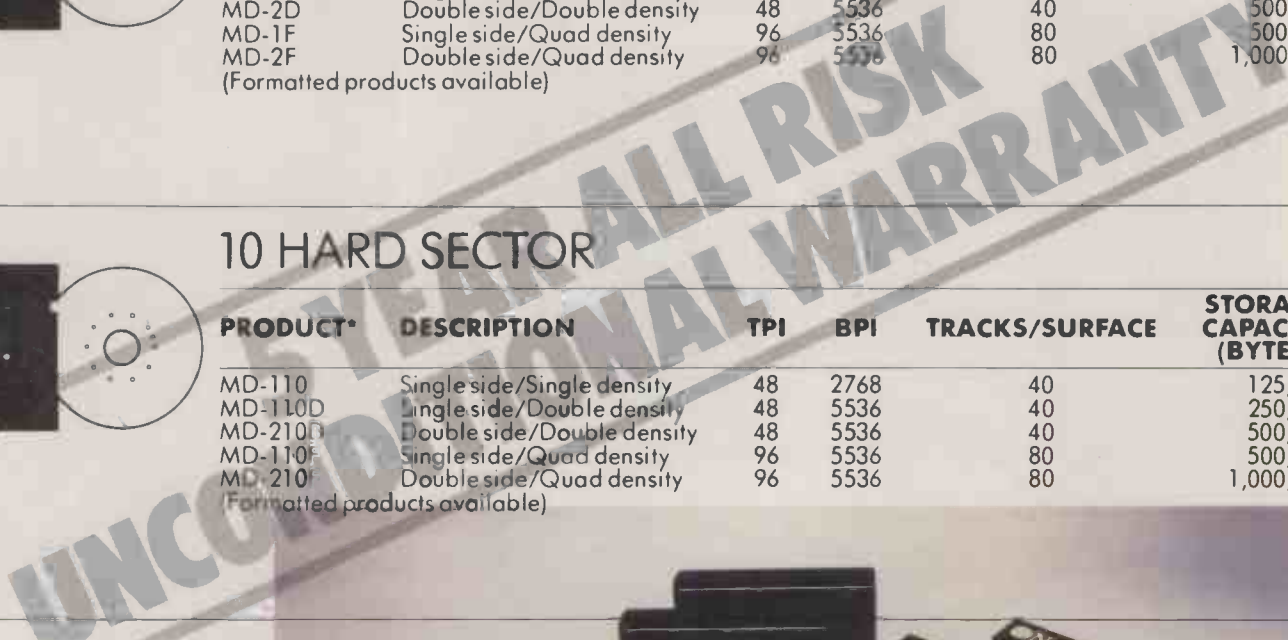 MD-2D Double side/Double density 48 5536 40 500
MD-1F Single side/Quad density 96 5536 80 500
MD-2F Double side/Quad density 96 5536 80 1,000
(Formatted products available)
5 YEAR ALL RISK
UNCONDITIONAL WARRANTY
10 HARD SECTOR
PRODUCT* DESCRIPTION TPI BPI TRACKS/SURFACE STORA CAPAC (BYTE
MD-110 Single side/Single density 48 2768 40 125
MD-110D Single side/Double density 48 5536 40 250
MD-210D Double side/Double density 48 5536 40 500
MD-110F Single side/Quad density 96 5536 80 500
MD-210F Double side/Quad density 96 5536 80 1,000
(Formatted products available)